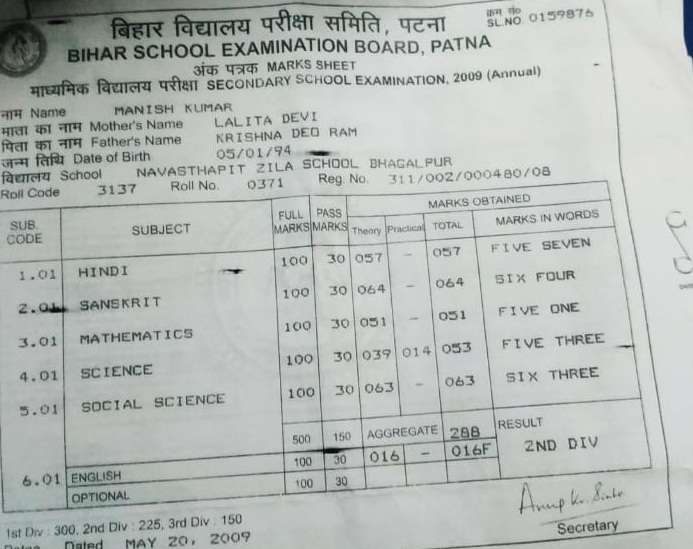 क्रम सं०
SL.NO. 0159876
बिहार विद्यालय परीक्षा समिति, पटना
BIHAR SCHOOL EXAMINATION BOARD, PATNA
अंक पत्रक MARKS SHEET
माध्यमिक विद्यालय परीक्षा SECONDARY SCHOOL EXAMINATION, 2009 (Annual)
नाम Name MANISH KUMAR
माता का नाम Mother's Name LALITA DEVI
पिता का नाम Father's Name KRISHNA DEO RAM
जन्म तिथि Date of Birth 05/01/94
विद्यालय School NAVASTHAPIT ZILA SCHOOL BHAGALPUR
Roll Code 3137 Roll No. 0371 Reg. No. 311/002/000480/08
SUB. CODE SUBJECT FULL MARKS PASS MARKS MARKS OBTAINED
Theory Practical TOTAL MARKS IN WORDS
1.01 HINDI 100 30 057 - 057 FIVE SEVEN
2.01 SANSKRIT 100 30 064 - 064 SIX FOUR
3.01 MATHEMATICS 100 30 051 - 051 FIVE ONE
4.01 SCIENCE 100 30 039 014 053 FIVE THREE
5.01 SOCIAL SCIENCE 100 30 063 - 063 SIX THREE
500 150 AGGREGATE 288 RESULT
6.01 ENGLISH 100 30 016 - 016F 2ND DIV
OPTIONAL 100 30
1st Div : 300, 2nd Div : 225, 3rd Div : 150
Secretary
Dated MAY 20, 2009